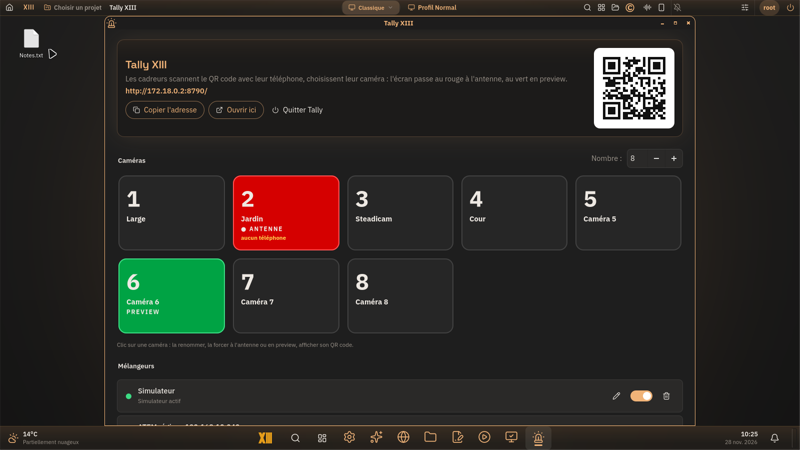 XIII
Choisir un projet
Tally XIII
Classique
Profil Normal
root
Tally XIII
Notes.txt
Tally XIII
Les cadreurs scannent le QR code avec leur téléphone, choisissent leur caméra : l'écran passe au rouge à l'antenne, au vert en preview.
http://172.18.0.2:8790/
Copier l'adresse
Ouvrir ici
Quitter Tally
Caméras
Nombre :
8
1
Large
2
Jardin
ANTENNE
aucun téléphone
3
Steadicam
4
Cour
5
Caméra 5
6
Caméra 6
PREVIEW
7
Caméra 7
8
Caméra 8
Clic sur une caméra : la renommer, la forcer à l'antenne ou en preview, afficher son QR code.
Mélangeurs
Simulateur
Simulateur actif
14°C
Partiellement nuageux
XIII
10:25
28 nov. 2026